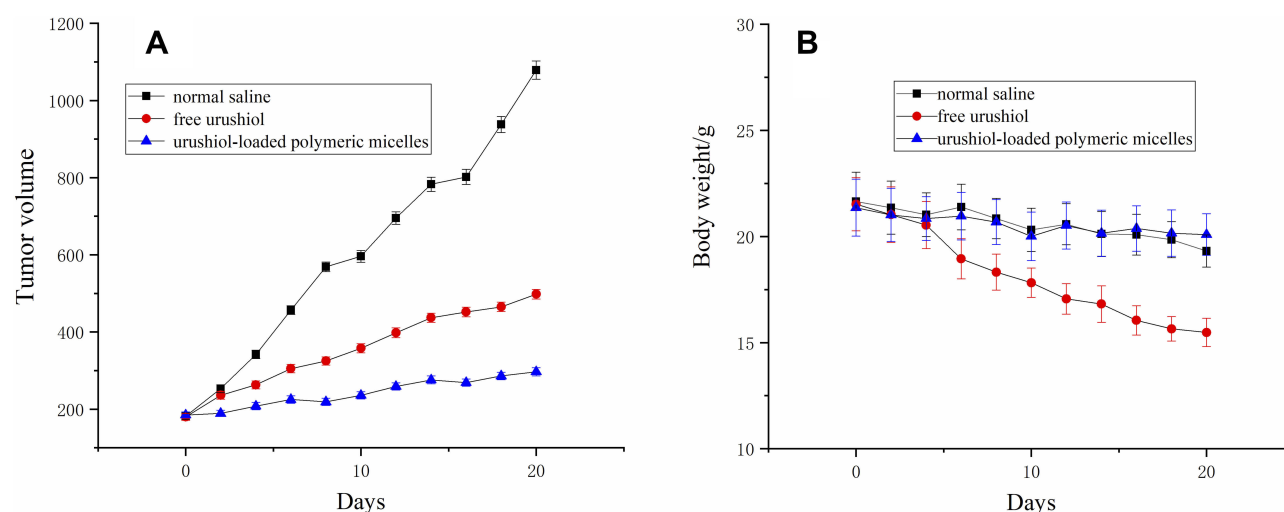 A
normal saline
free urushiol
urushiol-loaded polymeric micelles
Tumor volume
1200
1000
800
600
400
200
0
10
20
Days
B
normal saline
free urushiol
urushiol-loaded polymeric micelles
Body weight/g
30
25
20
15
10
0
10
20
Days